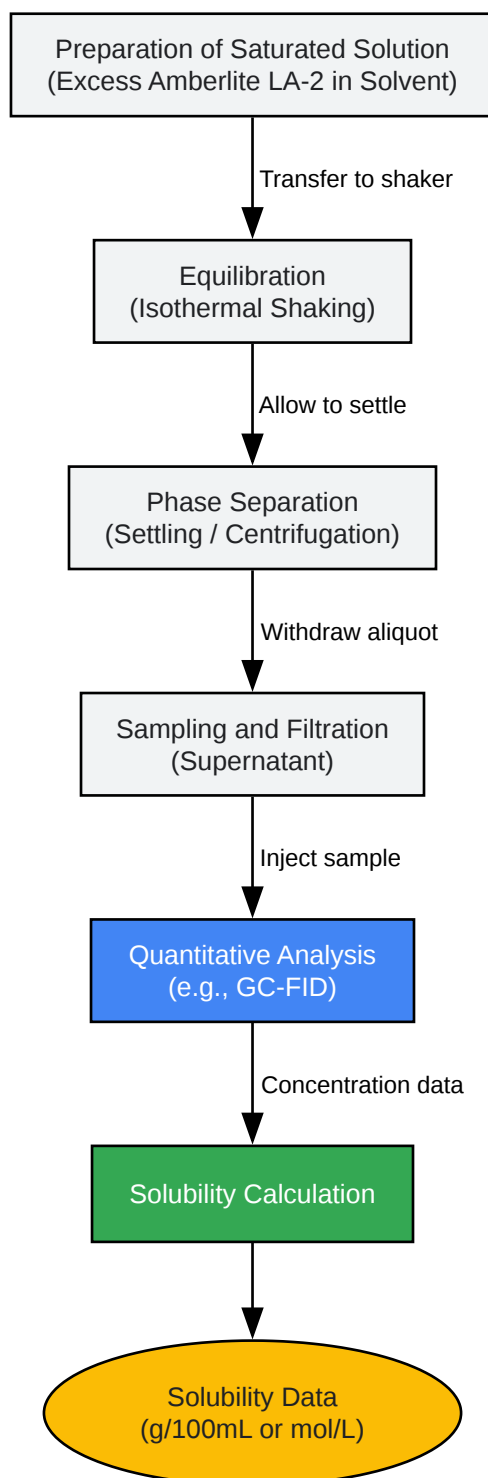 Preparation of Saturated Solution
(Excess Amberlite LA-2 in Solvent)
Transfer to shaker
Equilibration
(Isothermal Shaking)
Allow to settle
Phase Separation
(Settling / Centrifugation)
Withdraw aliquot
Sampling and Filtration
(Supernatant)
Inject sample
Quantitative Analysis
(e.g., GC-FID)
Concentration data
Solubility Calculation
Solubility Data
(g/100mL or mol/L)